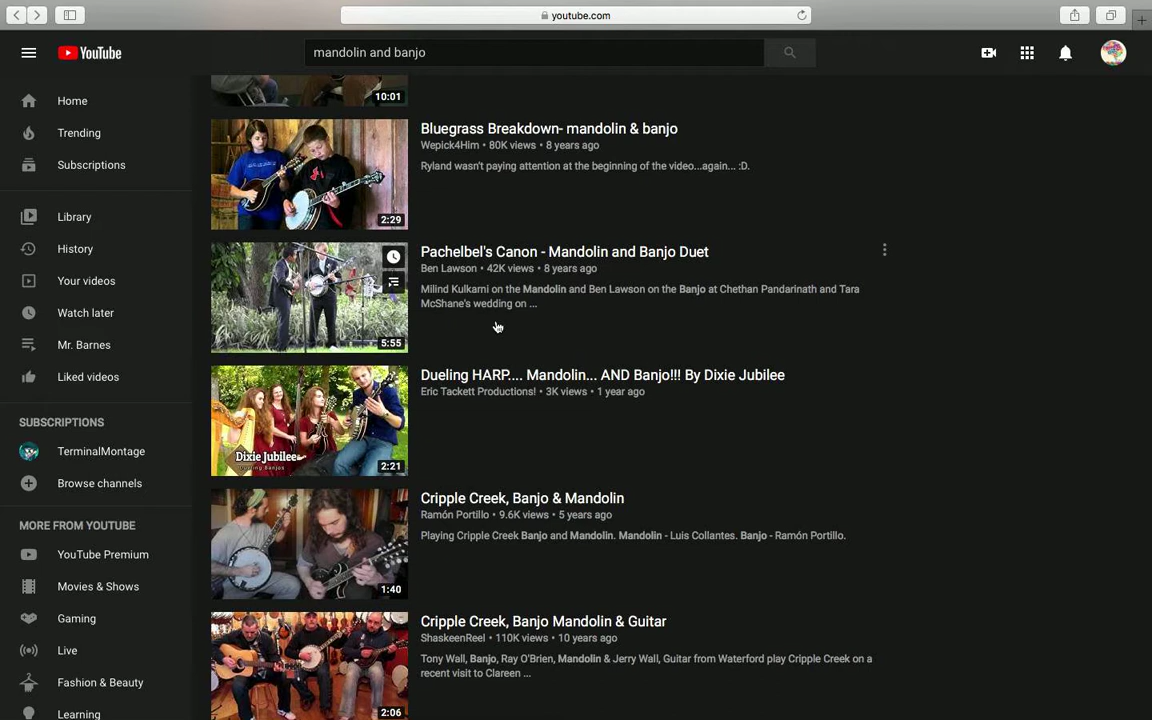 youtube.com
YouTube
mandolin and banjo
Home
Trending
Subscriptions
Library
History
Your videos
Watch later
Mr. Barnes
Liked videos
SUBSCRIPTIONS
TerminalMontage
Browse channels
MORE FROM YOUTUBE
YouTube Premium
Movies & Shows
Gaming
Live
Fashion & Beauty
Learning
10:01
2:29
Bluegrass Breakdown- mandolin & banjo
Wepick4Him • 80K views • 8 years ago
Ryland wasn't paying attention at the beginning of the video...again... :D.
5:55
Pachelbel's Canon - Mandolin and Banjo Duet
Ben Lawson • 42K views • 8 years ago
Milind Kulkarni on the Mandolin and Ben Lawson on the Banjo at Chethan Pandarinath and Tara
McShane's wedding on ...
Dixie Jubilee
Dueling Banjos
2:21
Dueling HARP.... Mandolin... AND Banjo!!! By Dixie Jubilee
Eric Tackett Productions! • 3K views • 1 year ago
1:40
Cripple Creek, Banjo & Mandolin
Ramón Portillo • 9.6K views • 5 years ago
Playing Cripple Creek Banjo and Mandolin. Mandolin - Luis Collantes. Banjo - Ramón Portillo.
2:06
Cripple Creek, Banjo Mandolin & Guitar
ShaskeenReel • 110K views • 10 years ago
Tony Wall, Banjo, Ray O'Brien, Mandolin & Jerry Wall, Guitar from Waterford play Cripple Creek on a
recent visit to Clareen ...